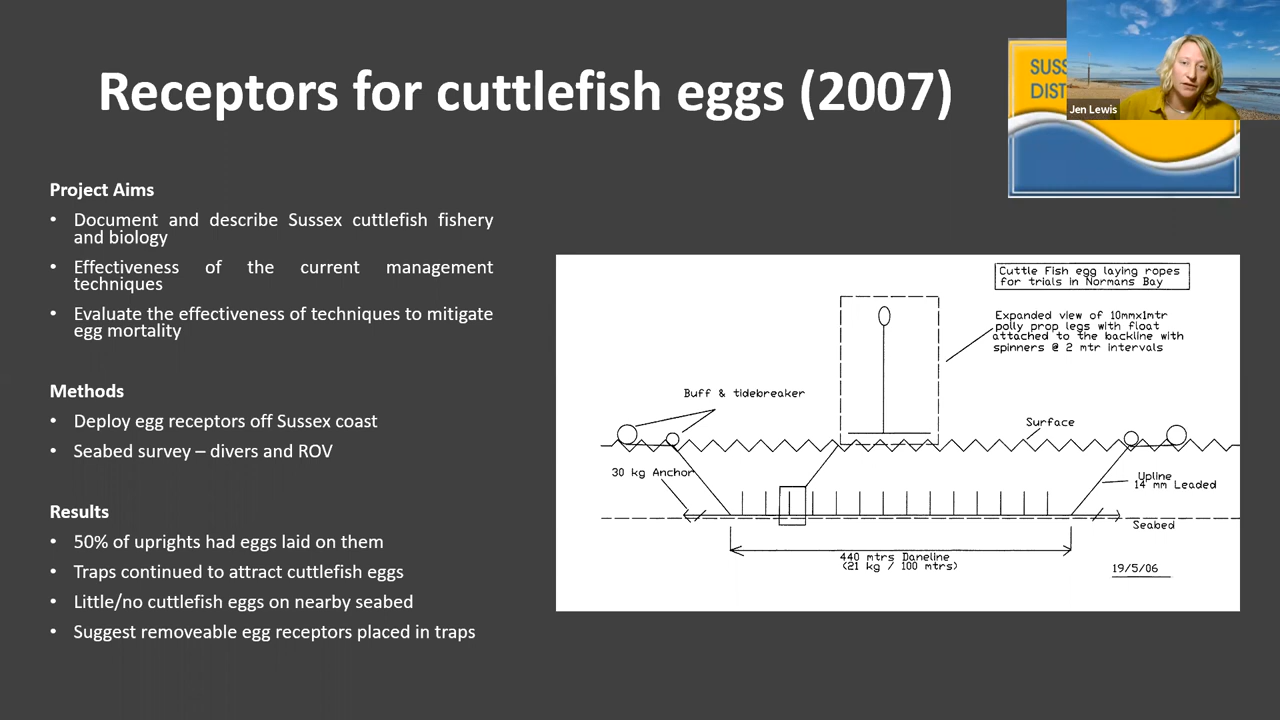 Receptors for cuttlefish eggs (2007)
SUSS
DIST
Jen Lewis
Project Aims
• Document and describe Sussex cuttlefish fishery
and biology
• Effectiveness of the current management
techniques
• Evaluate the effectiveness of techniques to mitigate
egg mortality
Methods
• Deploy egg receptors off Sussex coast
• Seabed survey – divers and ROV
Results
• 50% of uprights had eggs laid on them
• Traps continued to attract cuttlefish eggs
• Little/no cuttlefish eggs on nearby seabed
• Suggest removeable egg receptors placed in traps
Cuttle Fish egg laying ropes
for trials in Normans Bay
Expanded view of 10mmx1mtr
polly prop legs with float
attached to the backline with
spinners @ 2 mtr intervals
Buff & tidebreaker
Surface
30 kg Anchor
Upline
14 mm Leaded
Seabed
440 mtrs Daneline
(21 kg / 100 mtrs)
19/5/06